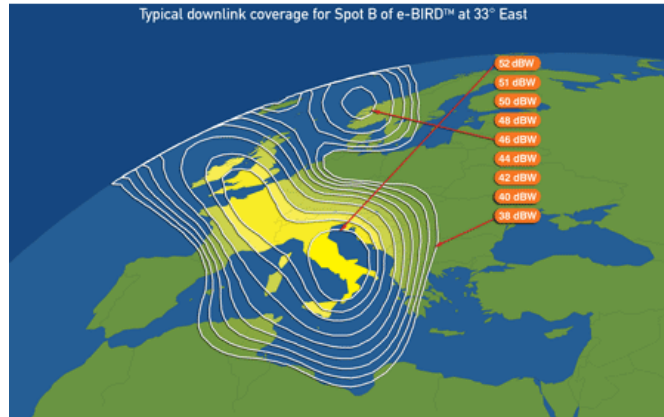 Typical downlink coverage for Spot B of e-BIRD™ at 33° East
52 dBW
51 dBW
50 dBW
48 dBW
46 dBW
44 dBW
42 dBW
40 dBW
38 dBW